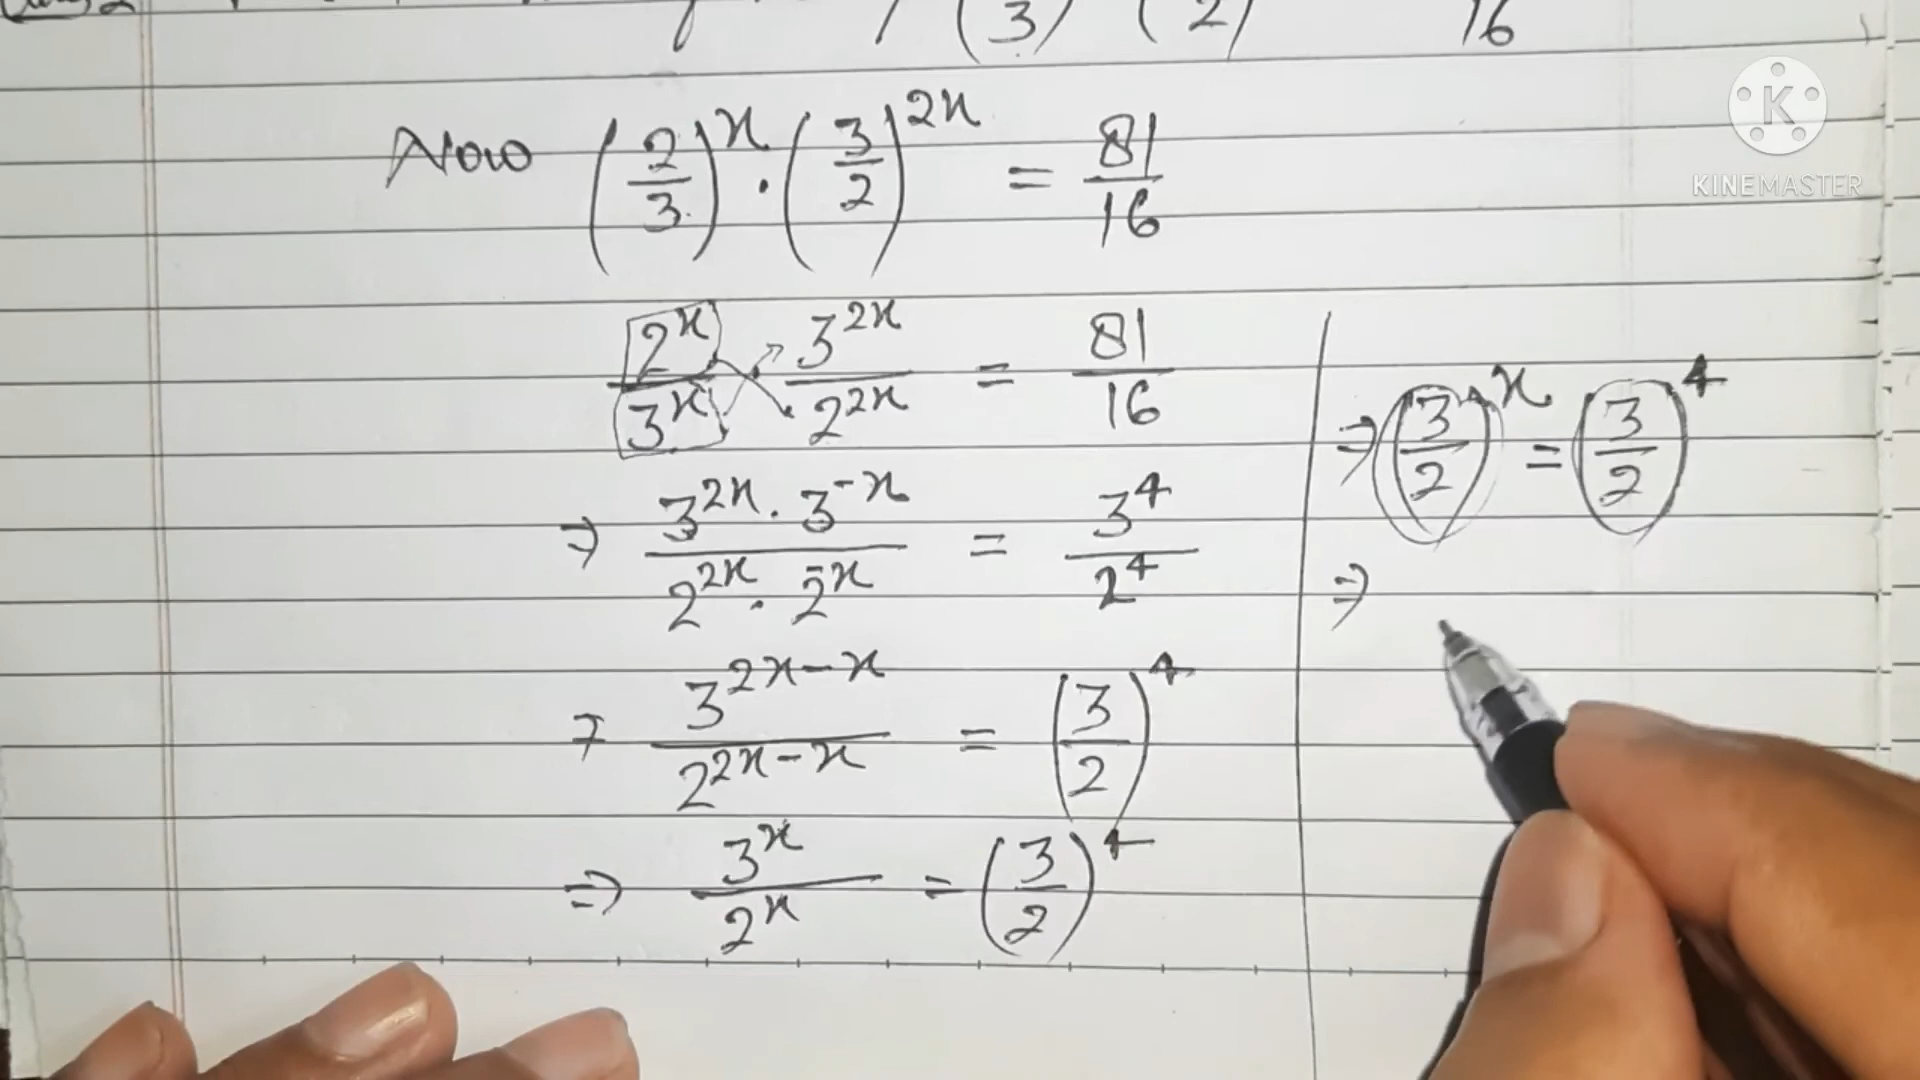 (3) (2) 16
Now (2/3)^x . (3/2)^2x = 81/16
2^x/3^x 3^2x/2^2x = 81/16
⇒ 3^2x . 3^-x / 2^2x . 2^-x = 3^4/2^4
⇒ 3^2x-x / 2^2x-x = (3/2)^4
⇒ 3^x/2^x = (3/2)^4
⇒ (3/2)^x = (3/2)^4
⇒
K
KINEMASTER